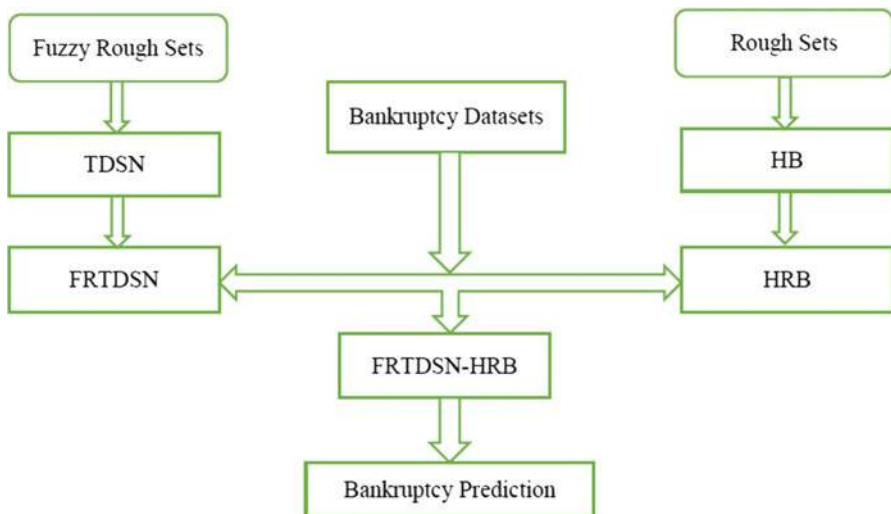 Fuzzy Rough Sets
Rough Sets
Bankruptcy Datasets
TDSN
HB
FRTDSN
HRB
FRTDSN-HRB
Bankruptcy Prediction